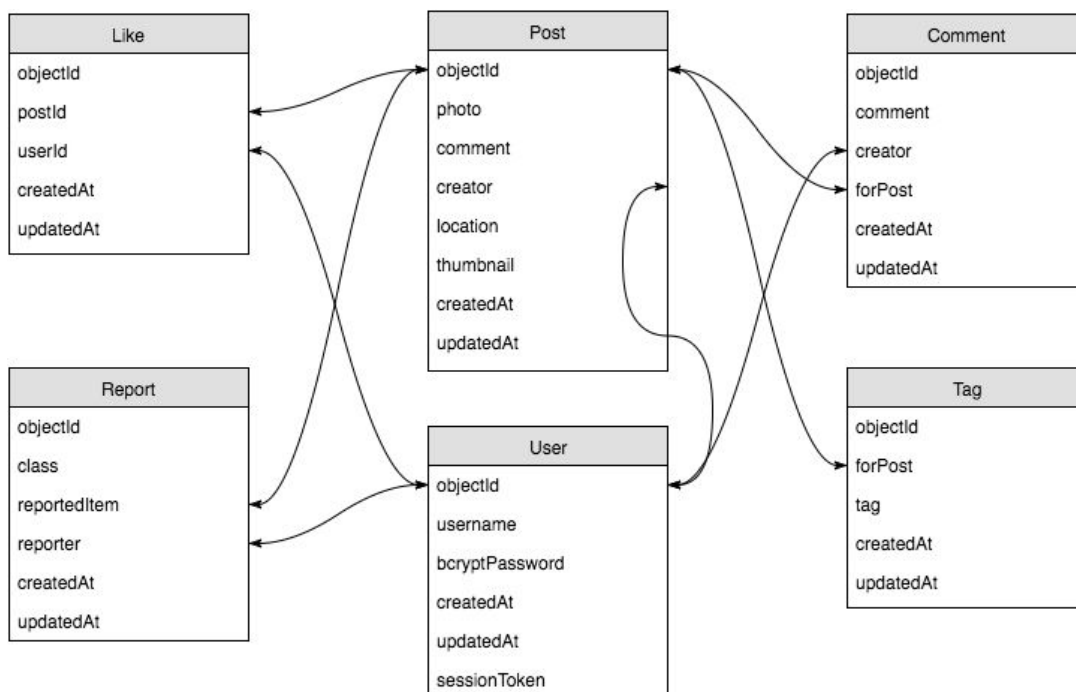 Like
objectId
postId
userId
createdAt
updatedAt
Post
objectId
photo
comment
creator
location
thumbnail
createdAt
updatedAt
Comment
objectId
comment
creator
forPost
createdAt
updatedAt
Report
objectId
class
reportedItem
reporter
createdAt
updatedAt
User
objectId
username
bcryptPassword
createdAt
updatedAt
sessionToken
Tag
objectId
forPost
tag
createdAt
updatedAt